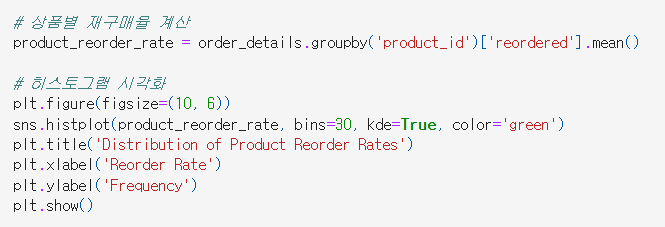 # 상품별 재구매율 계산
product_reorder_rate = order_details.groupby('product_id')['reordered'].mean()
# 히스토그램 시각화
plt.figure(figsize=(10, 6))
sns.histplot(product_reorder_rate, bins=30, kde=True, color='green')
plt.title('Distribution of Product Reorder Rates')
plt.xlabel('Reorder Rate')
plt.ylabel('Frequency')
plt.show()